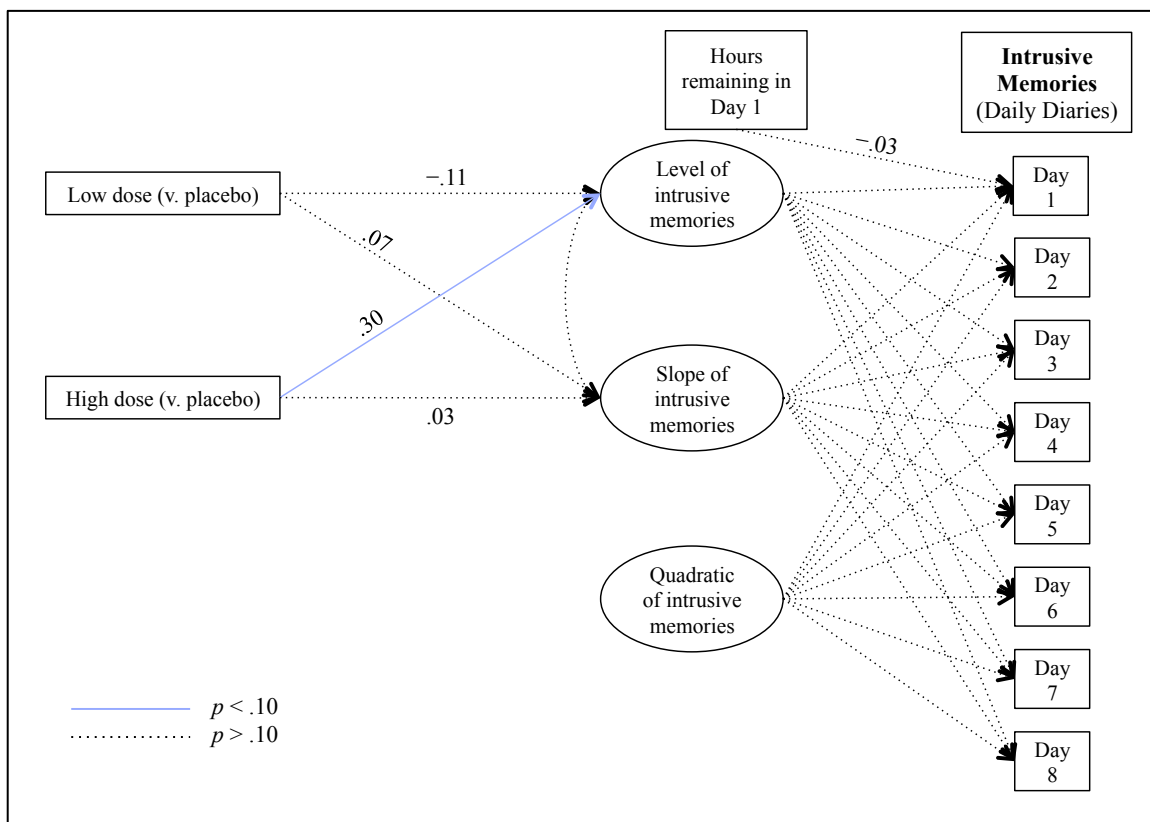 Hours
remaining in
Day 1
Intrusive
Memories
(Daily Diaries)
−.03
Low dose (v. placebo)
−.11
Level of
intrusive
memories
Day
1
.07
Day
2
.30
Day
3
High dose (v. placebo)
.03
Slope of
intrusive
memories
Day
4
Day
5
Quadratic
of intrusive
memories
Day
6
Day
7
Day
8
p < .10
p > .10